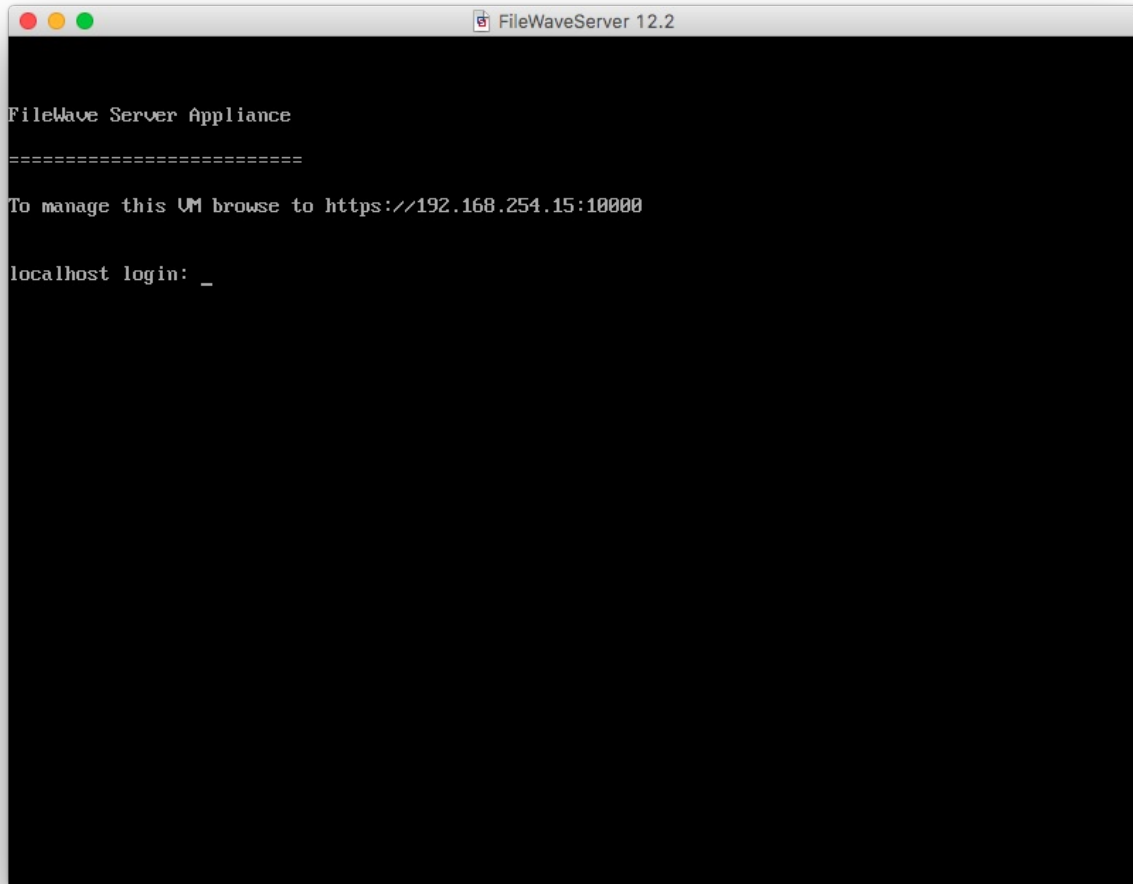 FileWaveServer 12.2
FileWave Server Appliance
==========================
To manage this VM browse to https://192.168.254.15:10000
localhost login: _